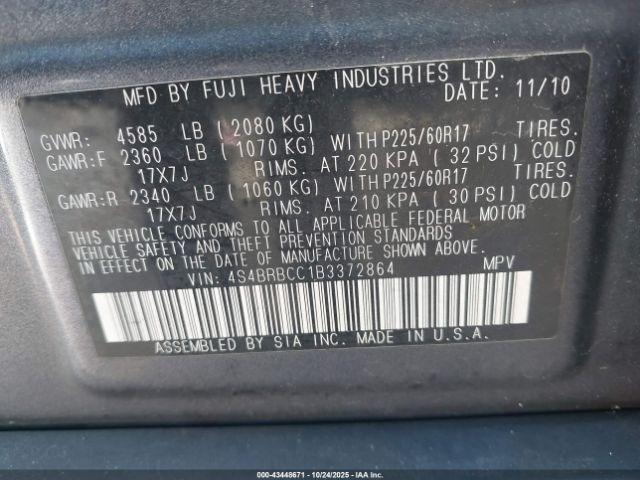 MFD BY FUJI HEAVY INDUSTRIES LTD.
DATE: 11/10
GVWR: 4585 LB (2080 KG)
GAWR:F 2360 LB (1070 KG) WITH P225/60R17 TIRES.
17X7J RIMS. AT 220 KPA (32 PSI) COLD
GAWR:R 2340 LB (1060 KG) WITH P225/60R17 TIRES.
17X7J RIMS. AT 210 KPA (30 PSI) COLD
THIS VEHICLE CONFORMS TO ALL APPLICABLE FEDERAL MOTOR
VEHICLE SAFETY AND THEFT PREVENTION STANDARDS
IN EFFECT ON THE DATE OF MANUFACTURE SHOWN ABOVE.
VIN: 4S4BRBCC1B3372864 MPV
ASSEMBLED BY SIA INC. MADE IN U.S.A.
000-43448671 • 10/24/2025 • IAAI.com